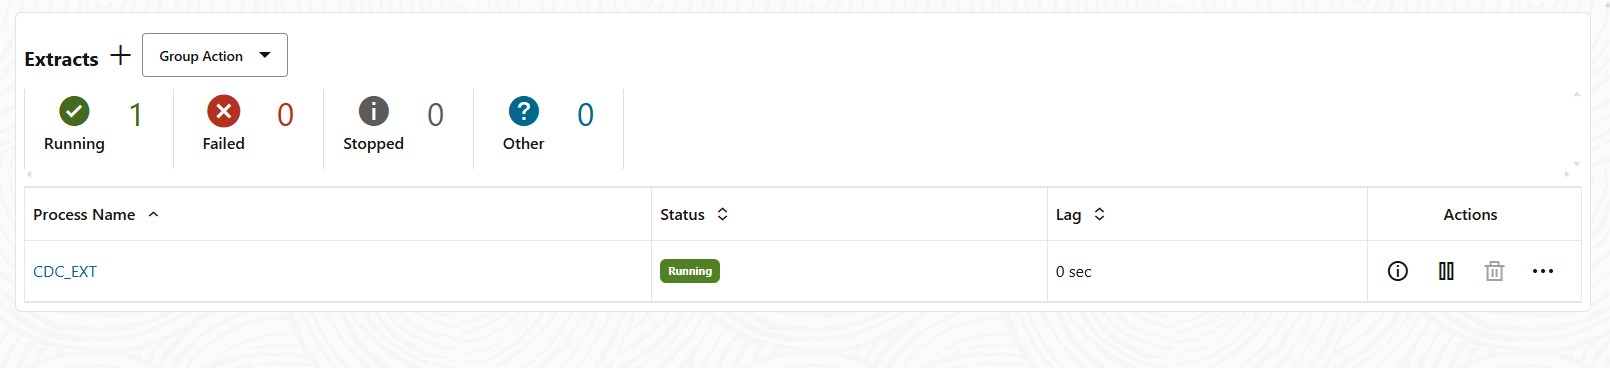 Extracts
Group Action
1
Running
0
Failed
0
Stopped
0
Other
Process Name Status Lag Actions
CDC_EXT Running 0 sec